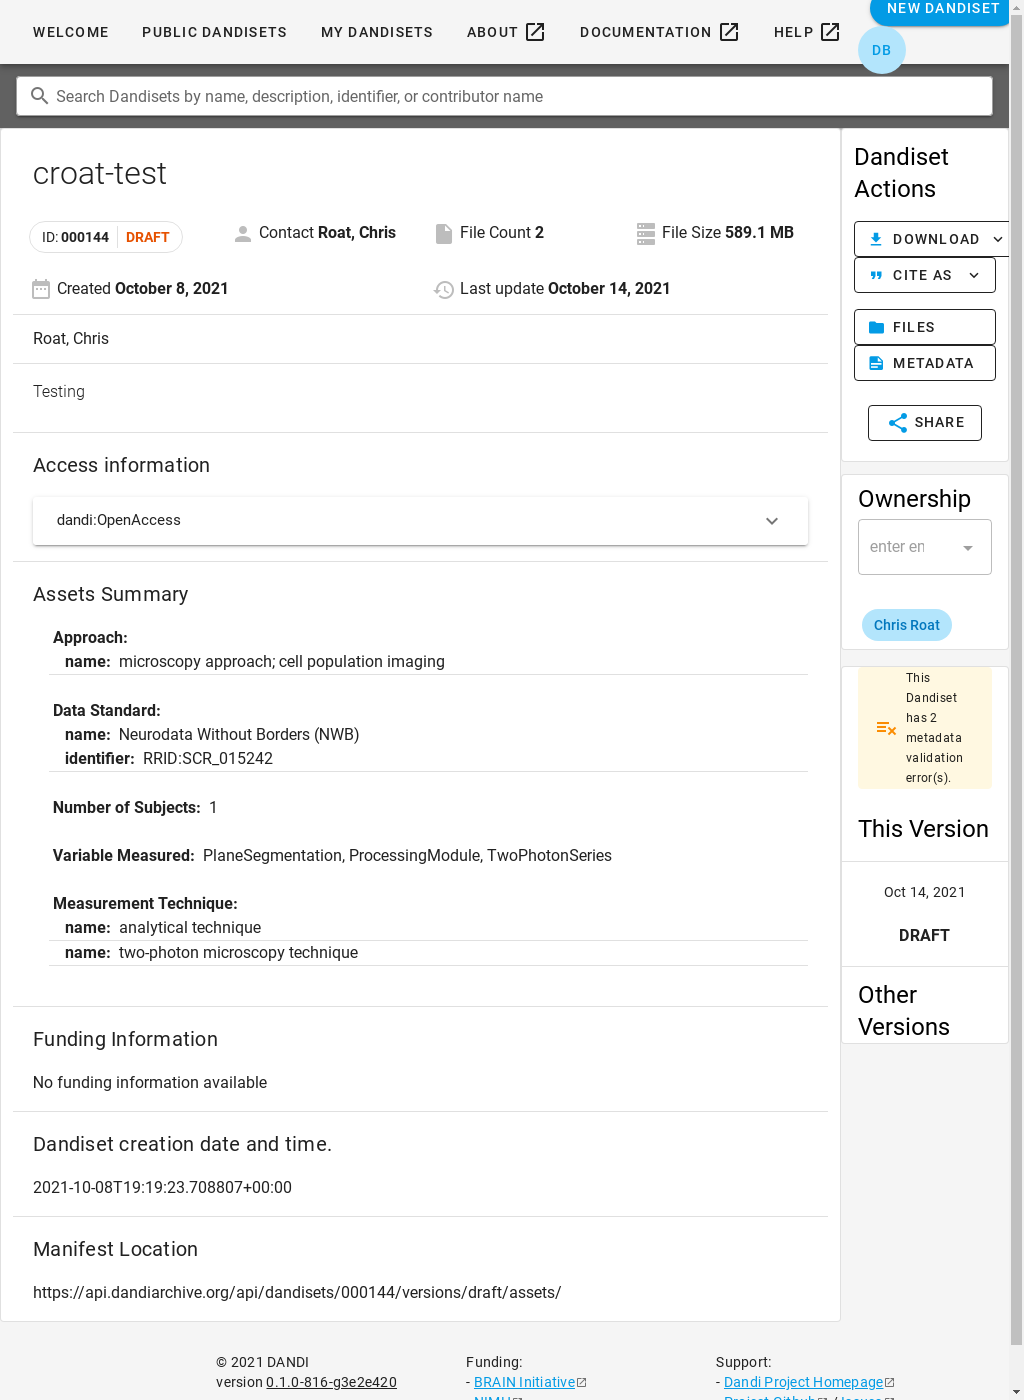 WELCOME PUBLIC DANDISETS MY DANDISETS ABOUT DOCUMENTATION HELP NEW DANDISET
DB
Search Dandisets by name, description, identifier, or contributor name
croat-test
ID: 000144 DRAFT Contact Roat, Chris File Count 2 File Size 589.1 MB
Created October 8, 2021 Last update October 14, 2021
Roat, Chris
Testing
Access information
dandi:OpenAccess
Assets Summary
Approach:
name: microscopy approach; cell population imaging
Data Standard:
name: Neurodata Without Borders (NWB)
identifier: RRID:SCR_015242
Number of Subjects: 1
Variable Measured: PlaneSegmentation, ProcessingModule, TwoPhotonSeries
Measurement Technique:
name: analytical technique
name: two-photon microscopy technique
Funding Information
No funding information available
Dandiset creation date and time.
2021-10-08T19:19:23.708807+00:00
Manifest Location
https://api.dandiarchive.org/api/dandisets/000144/versions/draft/assets/
Dandiset
Actions
DOWNLOAD
CITE AS
FILES
METADATA
SHARE
Ownership
enter en
Chris Roat
This
Dandiset
has 2
metadata
validation
error(s).
This Version
Oct 14, 2021
DRAFT
Other
Versions
© 2021 DANDI
version 0.1.0-816-g3e2e420
Funding:
- BRAIN Initiative
- NIMH
Support:
- Dandi Project Homepage
- Project Github / Issues